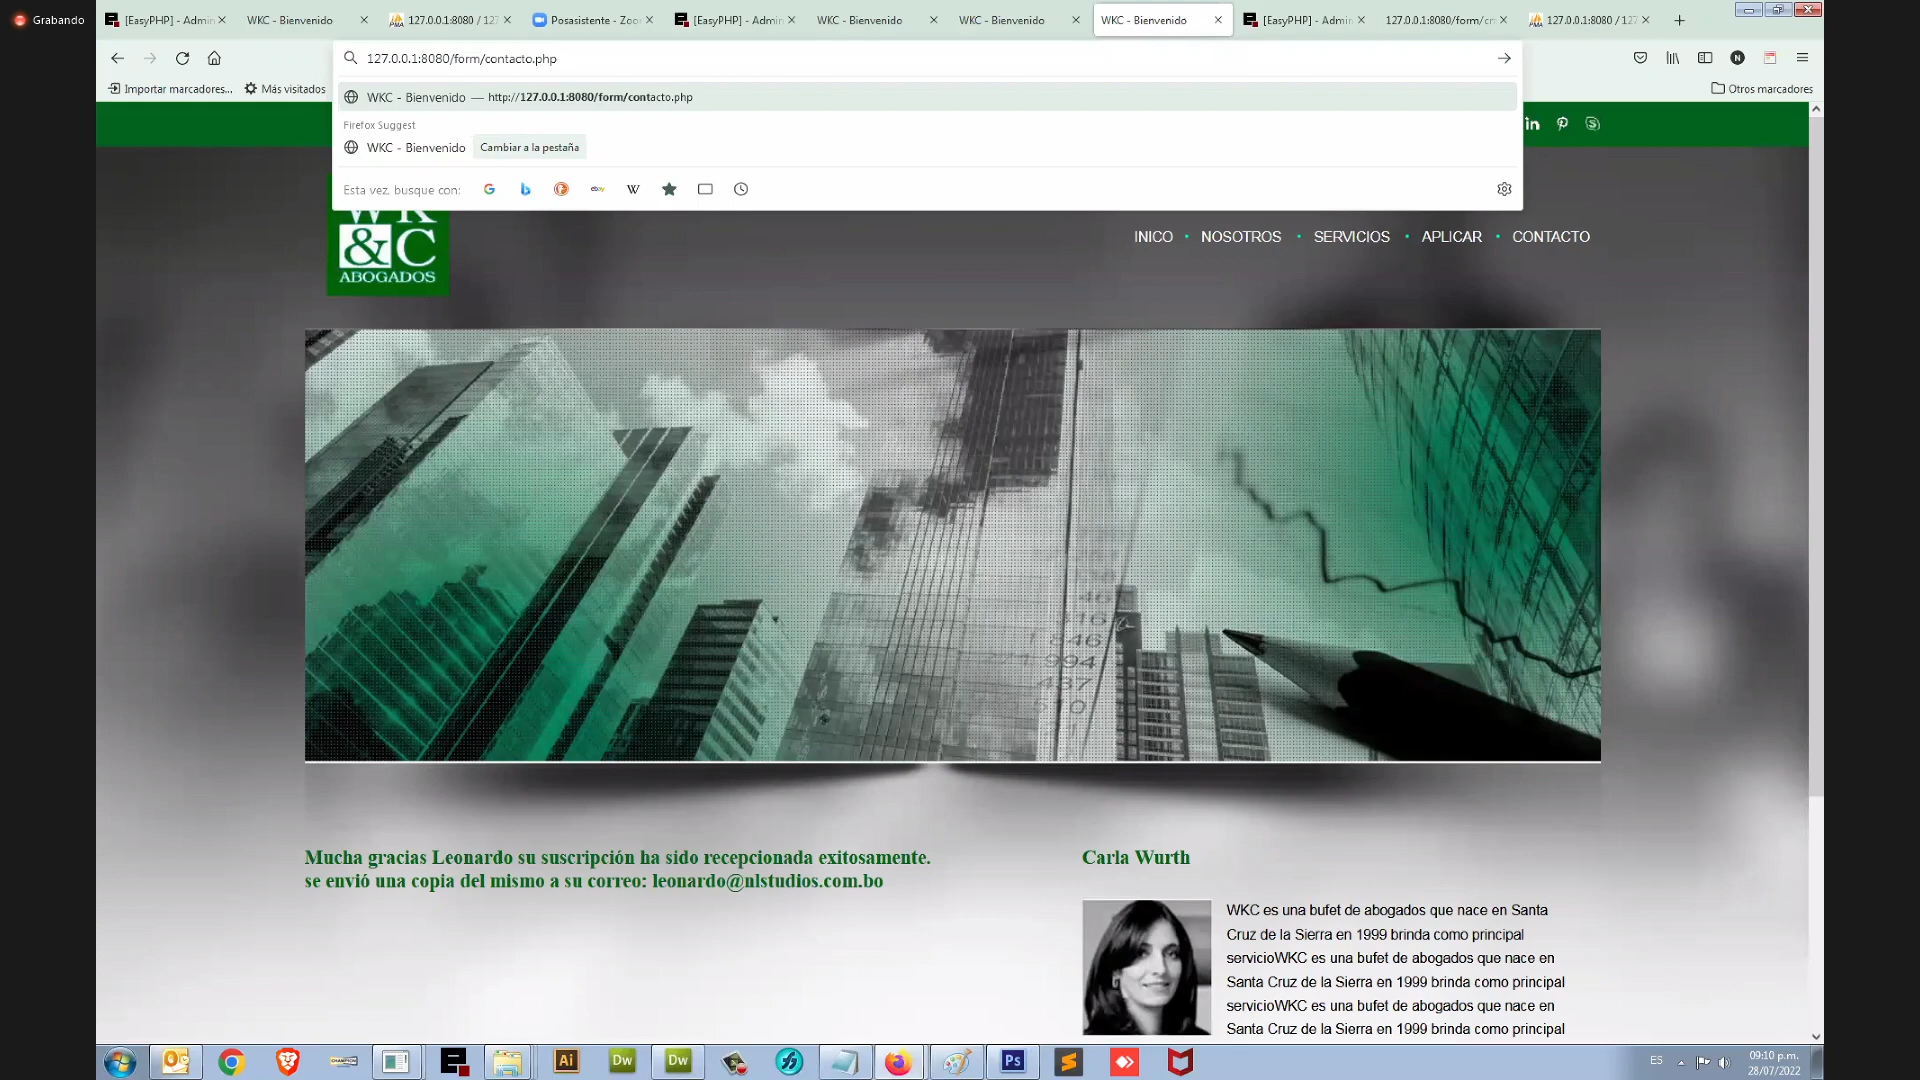 Grabando
[EasyPHP] - Admin
WKC - Bienvenido
127.0.0.1:8080 / 127
Posasistente - Zoo
[EasyPHP] - Admin
WKC - Bienvenido
WKC - Bienvenido
WKC - Bienvenido
[EasyPHP] - Admin
127.0.0.1:8080/form/cr
127.0.0.1:8080 / 127
127.0.0.1:8080/form/contacto.php
Importar marcadores...
Más visitados
WKC - Bienvenido — http://127.0.0.1:8080/form/contacto.php
Otros marcadores
Firefox Suggest
WKC - Bienvenido
Cambiar a la pestaña
Esta vez, busque con:
WK
&C
ABOGADOS
INICO
NOSOTROS
SERVICIOS
APLICAR
CONTACTO
Mucha gracias Leonardo su suscripción ha sido recepcionada exitosamente.
se envió una copia del mismo a su correo: leonardo@nlstudios.com.bo
Carla Wurth
WKC es una bufet de abogados que nace en Santa
Cruz de la Sierra en 1999 brinda como principal
servicioWKC es una bufet de abogados que nace en
Santa Cruz de la Sierra en 1999 brinda como principal
servicioWKC es una bufet de abogados que nace en
Santa Cruz de la Sierra en 1999 brinda como principal
Ai
Dw
Dw
Ps
ES
09:10 p.m.
28/07/2022